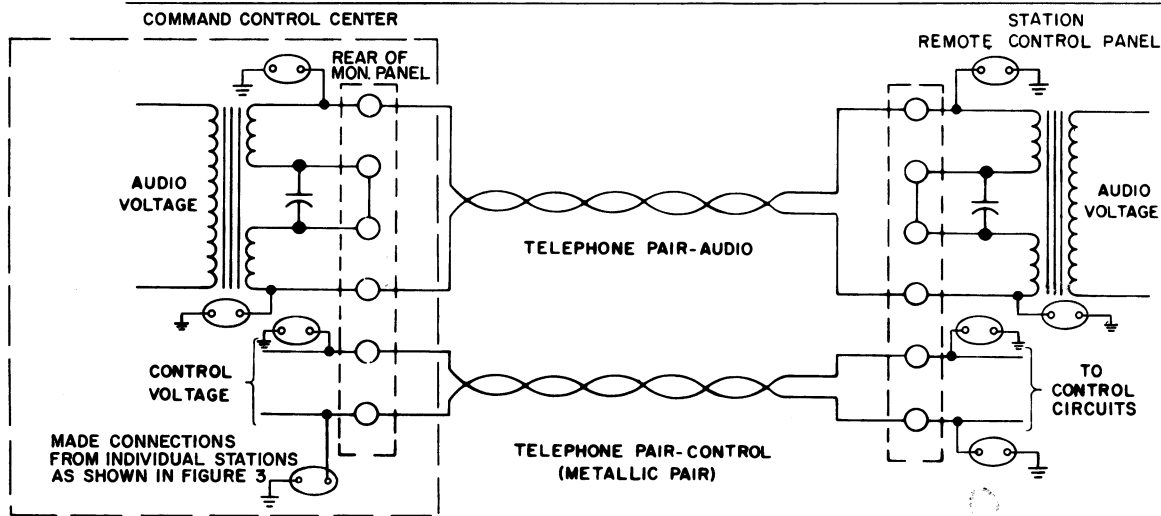 COMMAND CONTROL CENTER
STATION
REMOTE CONTROL PANEL
REAR OF
MON. PANEL
AUDIO
VOLTAGE
AUDIO
VOLTAGE
TELEPHONE PAIR-AUDIO
CONTROL
VOLTAGE
TO
CONTROL
CIRCUITS
MADE CONNECTIONS
FROM INDIVIDUAL STATIONS
AS SHOWN IN FIGURE 3
TELEPHONE PAIR-CONTROL
(METALLIC PAIR)